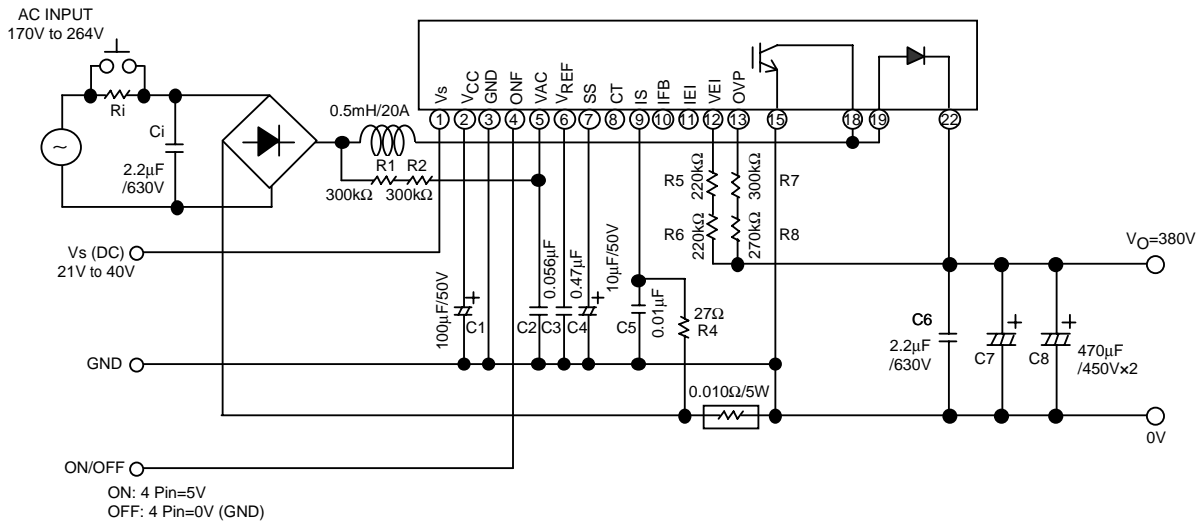 AC INPUT
170V to 264V
Ri
Ci
2.2μF
/630V
~
0.5mH/20A
R1 R2
300kΩ 300kΩ
Vs
VCC
GND
ONF
VAC
VREF
SS
CT
IS
IFB
IEI
VEI
OVP
1 2 3 4 5 6 7 8 9 10 11 12 13 15 18 19 22
R5
220kΩ
300kΩ
R7
R6
220kΩ
270kΩ
R8
Vs (DC)
21V to 40V
VO=380V
100μF/50V
+
C1
0.056μF
C2
0.47μF
C3
10μF/50V
+
C4
0.01μF
C5
27Ω
R4
C6
2.2μF
/630V
+
C7
+
C8
470μF
/450V×2
GND
0.010Ω/5W
0V
ON/OFF
ON: 4 Pin=5V
OFF: 4 Pin=0V (GND)